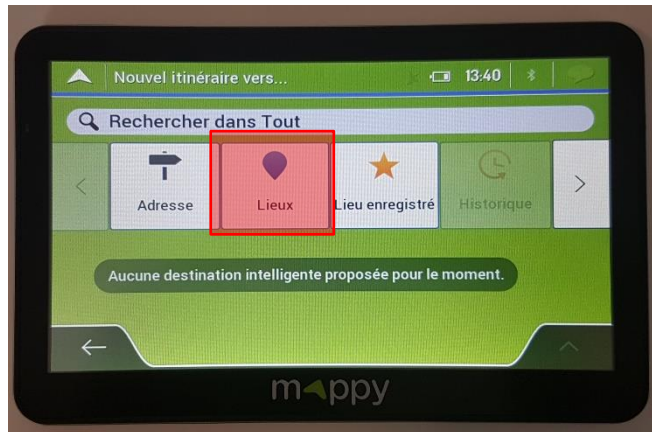 Nouvel itinéraire vers... 13:40
Rechercher dans Tout
Adresse Lieux Lieu enregistré Historique
Aucune destination intelligente proposée pour le moment.
mappy